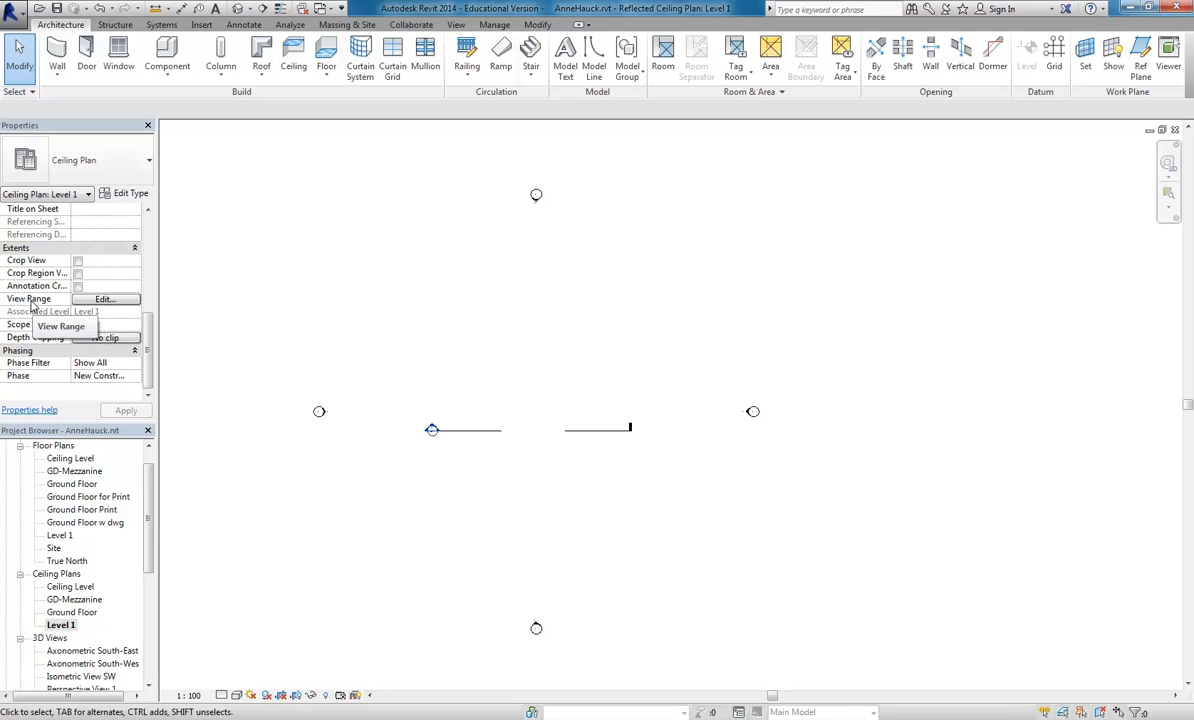 Autodesk Revit 2014 - Educational Version - AnneHauck.rvt - Reflected Ceiling Plan: Level 1
Type a keyword or phrase
Sign In
Architecture Structure Systems Insert Annotate Analyze Massing & Site Collaborate View Manage Modify
Modify Wall Door Window Component Column Roof Ceiling Floor Curtain System Curtain Grid Mullion Railing Ramp Stair Model Text Model Line Model Group Room Room Separator Tag Room Area Area Boundary Tag Area By Face Shaft Wall Vertical Dormer Level Grid Set Show Ref Plane Viewer
Select Build Circulation Model Room & Area Opening Datum Work Plane
Properties
Ceiling Plan
Ceiling Plan: Level 1 Edit Type
Title on Sheet
Referencing S...
Referencing D...
Extents
Crop View
Crop Region V...
Annotation Cr...
View Range Edit...
Associated Level Level 1
Scope
View Range
Depth Clipping No clip
Phasing
Phase Filter Show All
Phase New Constr...
Properties help Apply
Project Browser - AnneHauck.rvt
Floor Plans
Ceiling Level
GD-Mezzanine
Ground Floor
Ground Floor for Print
Ground Floor Print
Ground Floor w dwg
Level 1
Site
True North
Ceiling Plans
Ceiling Level
GD-Mezzanine
Ground Floor
Level 1
3D Views
Axonometric South-East
Axonometric South-Wes
Isometric View SW
Perspective View 1
1 : 100
Click to select, TAB for alternates, CTRL adds, SHIFT unselects.
:0
Main Model
:0